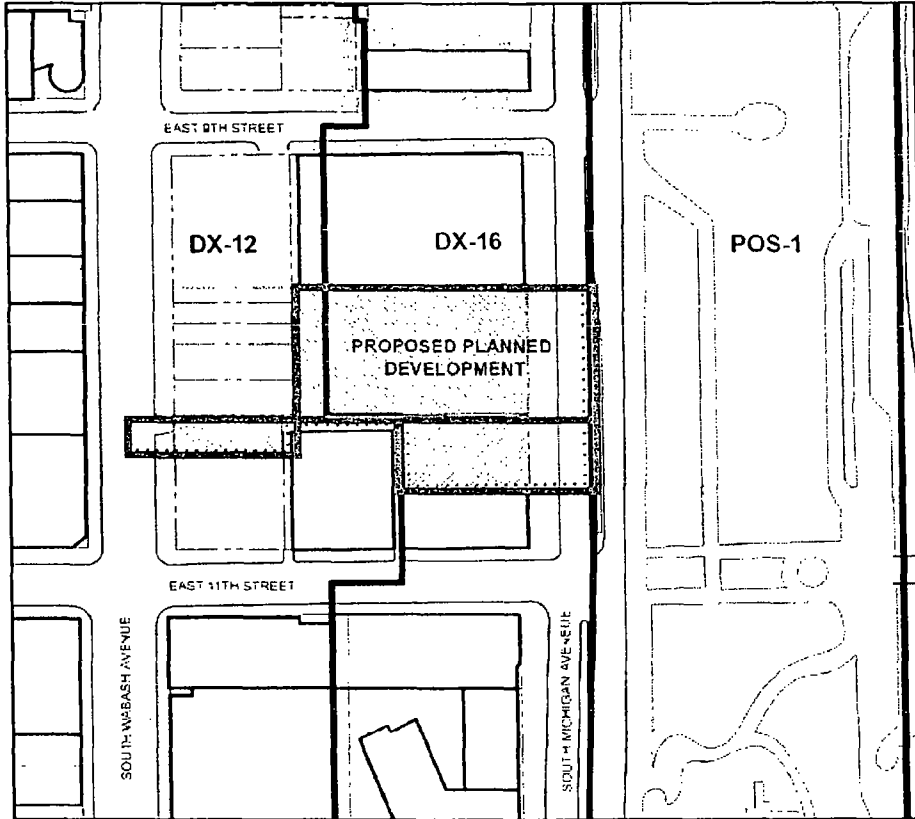 EAST 9TH STREET
DX-12
DX-16
POS-1
PROPOSED PLANNED
DEVELOPMENT
EAST 11TH STREET
SOUTH WABASH AVENUE
SOUTH MICHIGAN AVENEUE